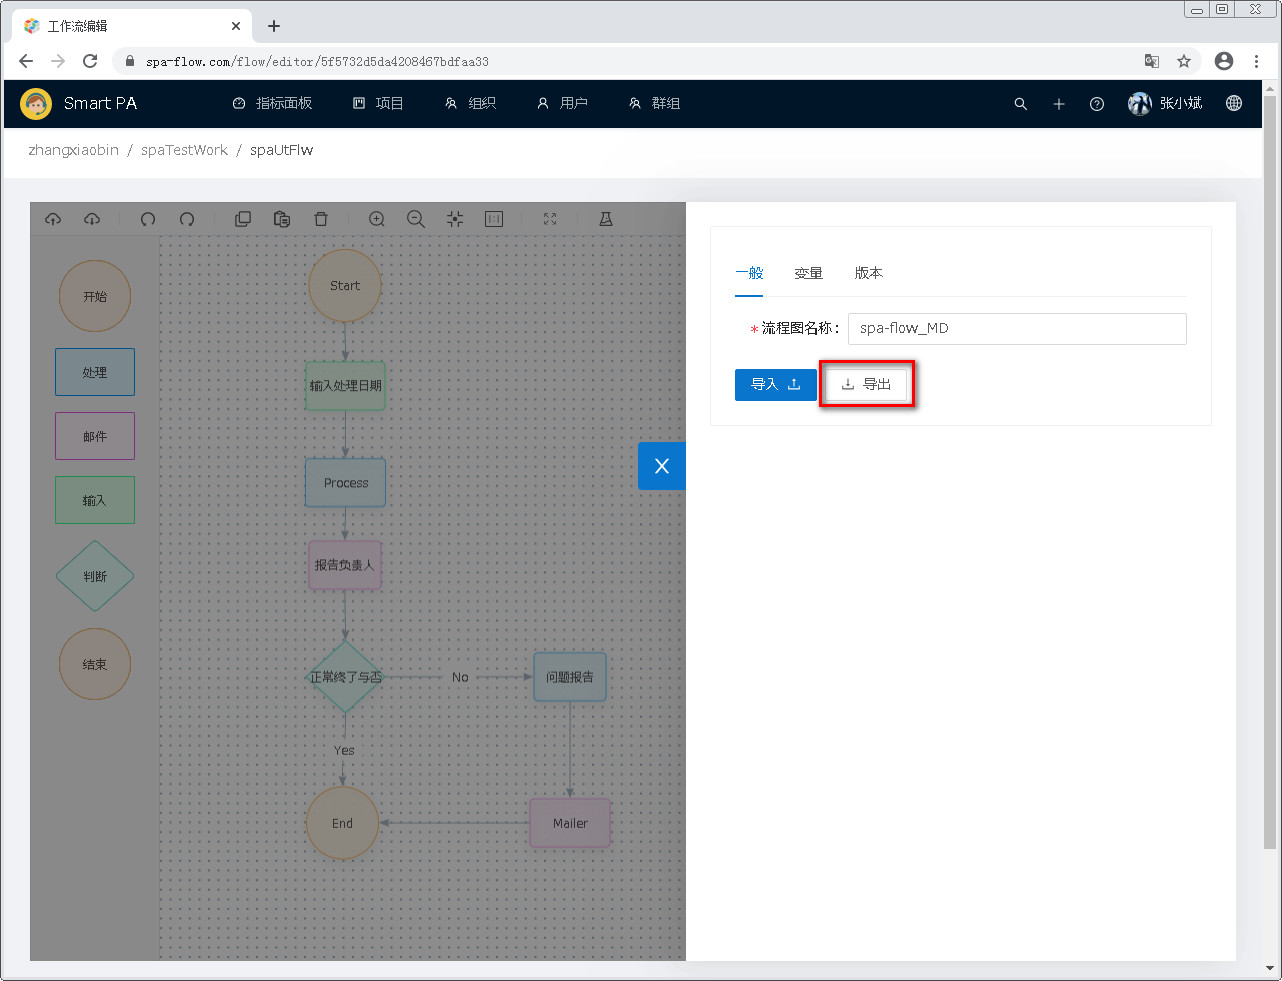 工作流编辑
spa-flow.com/flow/editor/5f5732d5da4208467bdfaa33
Smart PA
指标面板
项目
组织
用户
群组
张小斌
zhangxiaobin / spaTestWork / spaUtFlw
开始
处理
邮件
输入
判断
结束
Start
输入处理日期
Process
报告负责人
正常终了与否
No
问题报告
Yes
End
Mailer
一般
变量
版本
*流程图名称:
spa-flow_MD
导入
导出